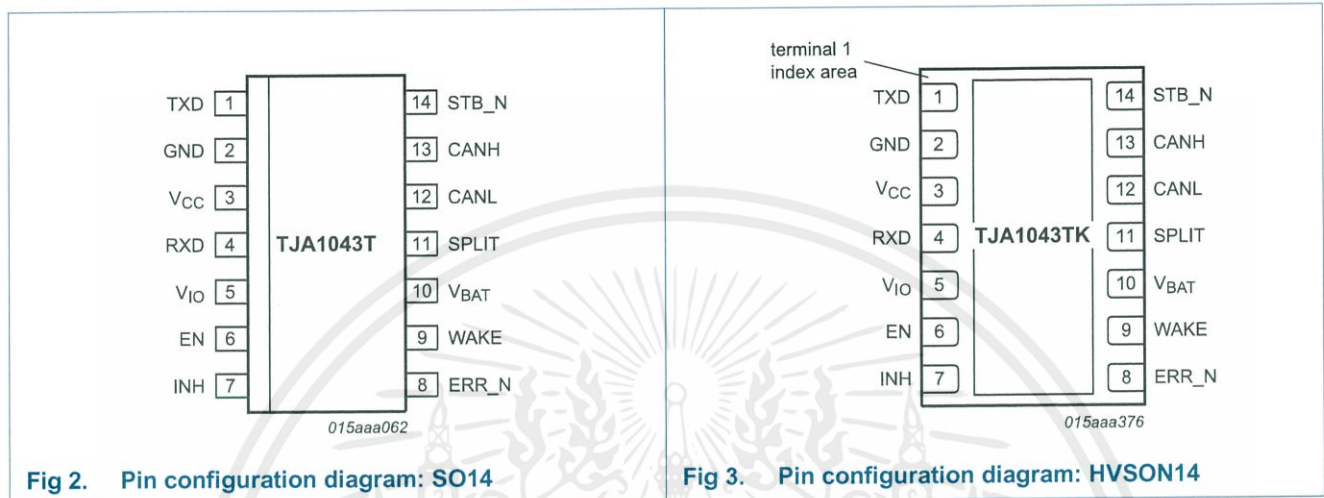 TXD 1
GND 2
VCC 3
RXD 4
VIO 5
EN 6
INH 7
TJA1043T
14 STB_N
13 CANH
12 CANL
11 SPLIT
10 VBAT
9 WAKE
8 ERR_N
015aaa062
Fig 2. Pin configuration diagram: SO14
terminal 1
index area
TXD 1
GND 2
VCC 3
RXD 4
VIO 5
EN 6
INH 7
TJA1043TK
14 STB_N
13 CANH
12 CANL
11 SPLIT
10 VBAT
9 WAKE
8 ERR_N
015aaa376
Fig 3. Pin configuration diagram: HVSON14